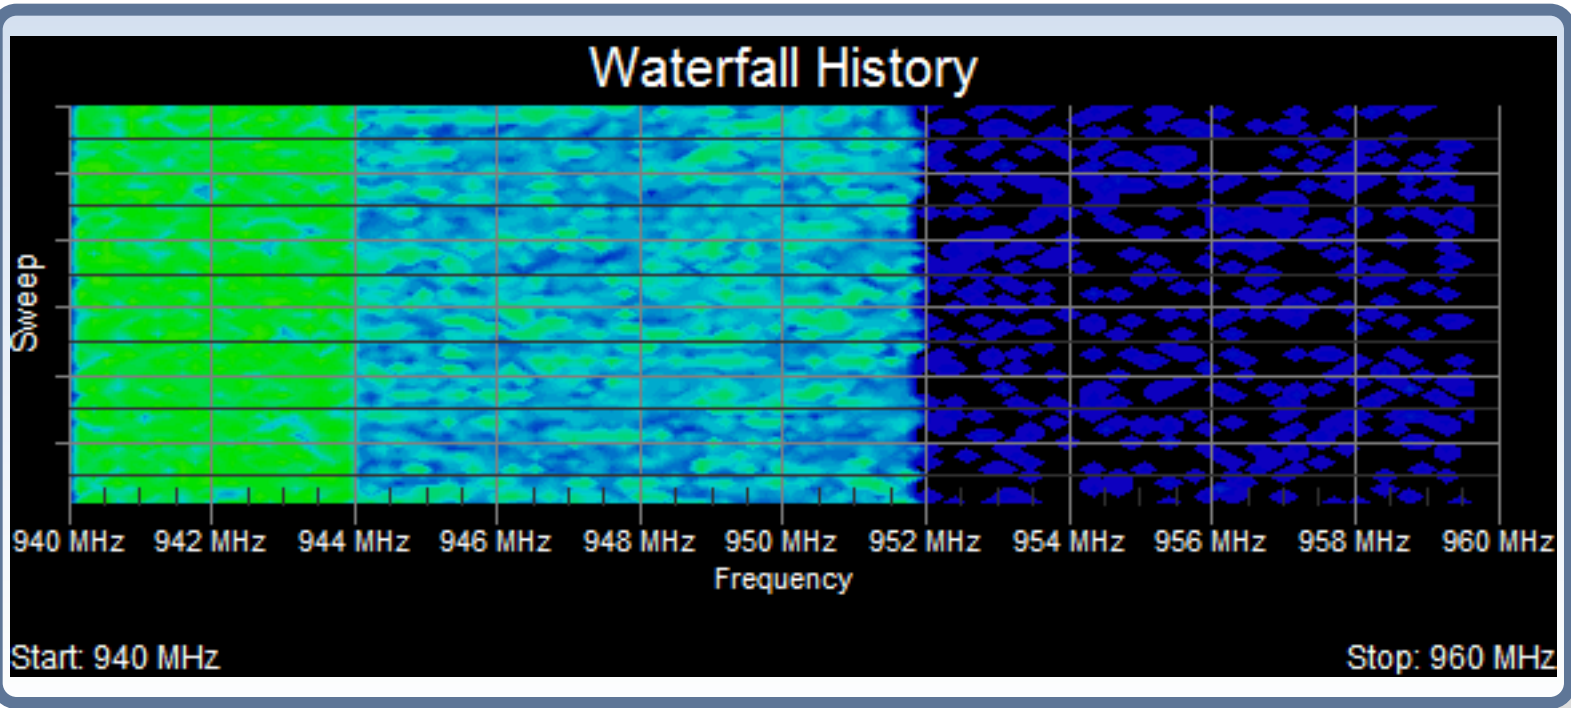 Waterfall History
Sweep
940 MHz 942 MHz 944 MHz 946 MHz 948 MHz 950 MHz 952 MHz 954 MHz 956 MHz 958 MHz 960 MHz
Frequency
Start: 940 MHz Stop: 960 MHz